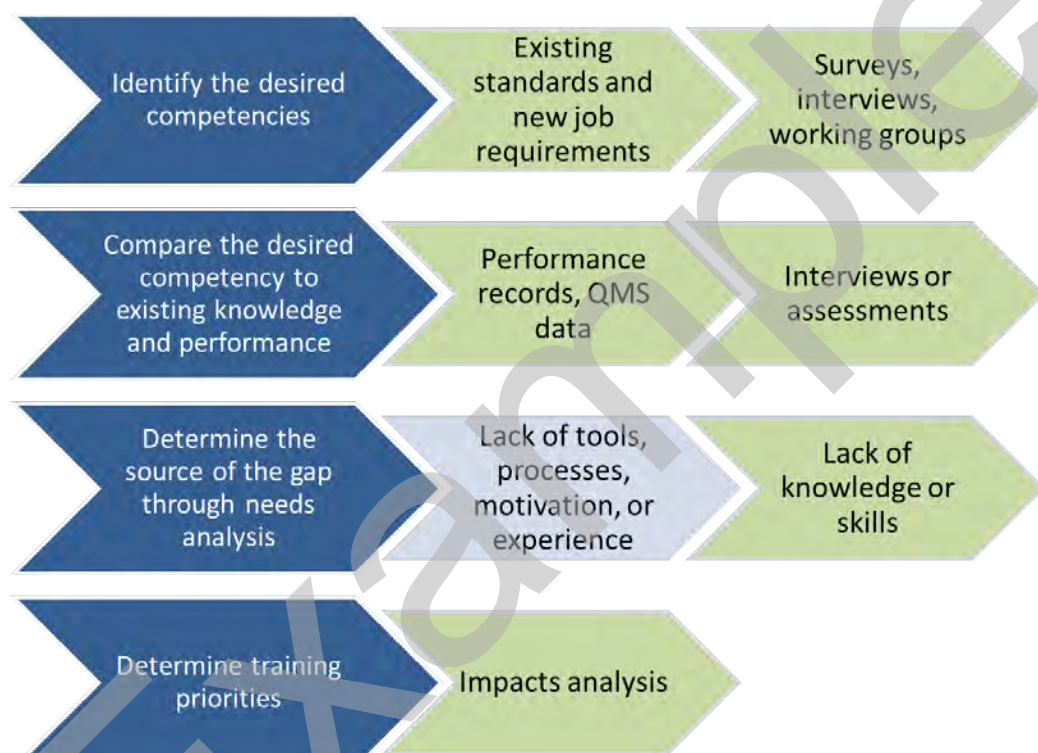 Identify the desired
competencies
Existing
standards and
new job
requirements
Surveys,
interviews,
working groups
Compare the desired
competency to
existing knowledge
and performance
Performance
records, QMS
data
Interviews or
assessments
Determine the
source of the gap
through needs
analysis
Lack of tools,
processes,
motivation, or
experience
Lack of
knowledge or
skills
Determine training
priorities
Impacts analysis
Example